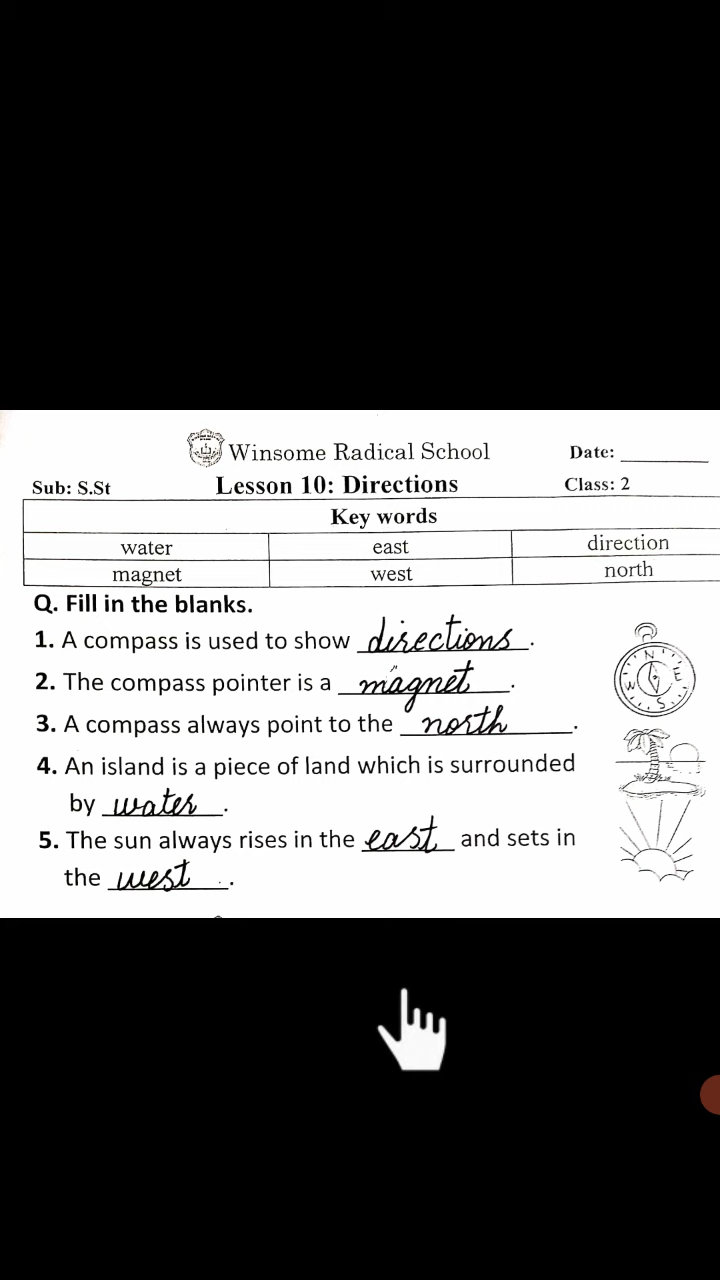 Winsome Radical School Date: ________
Sub: S.St Lesson 10: Directions Class: 2
Key words
water east direction
magnet west north
Q. Fill in the blanks.
1. A compass is used to show directions.
2. The compass pointer is a magnet.
3. A compass always point to the north.
4. An island is a piece of land which is surrounded
by water.
5. The sun always rises in the east and sets in
the west.
N
E
W
S